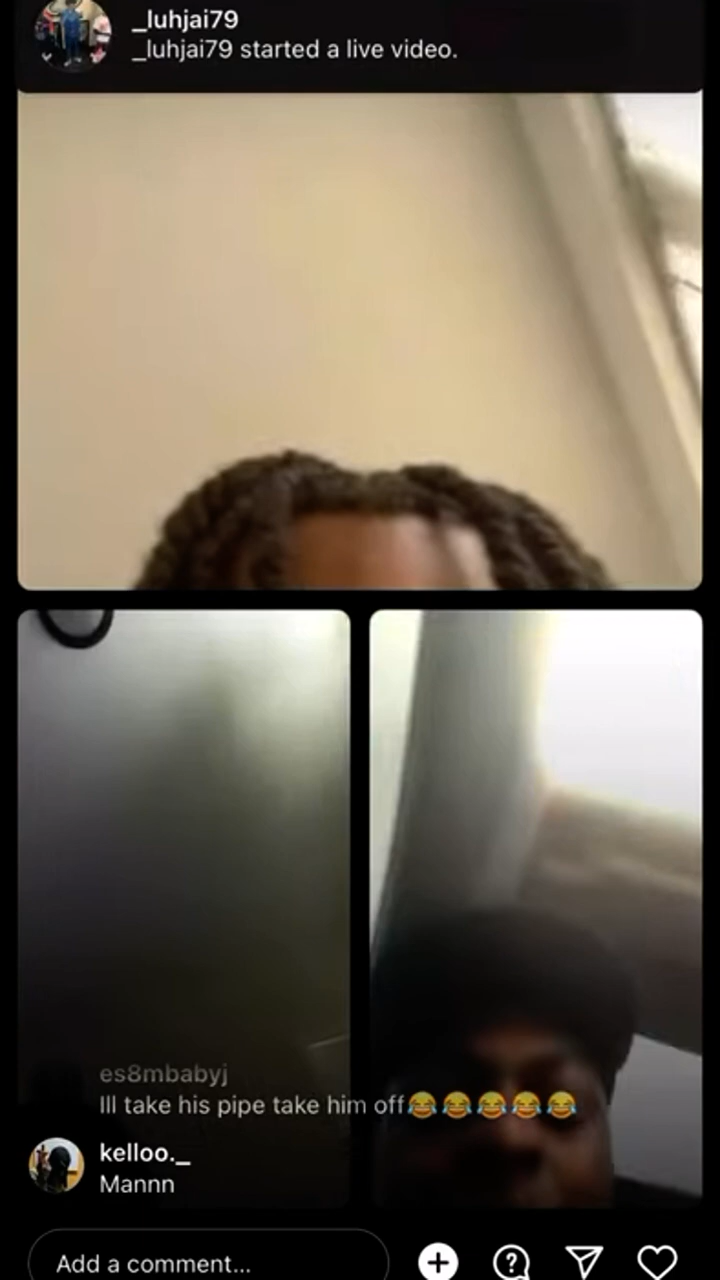 _luhjai79
_luhjai79 started a live video.
es8mbabyj
Ill take his pipe take him off😂😂😂😂😂
kelloo._
Mannn
Add a comment...